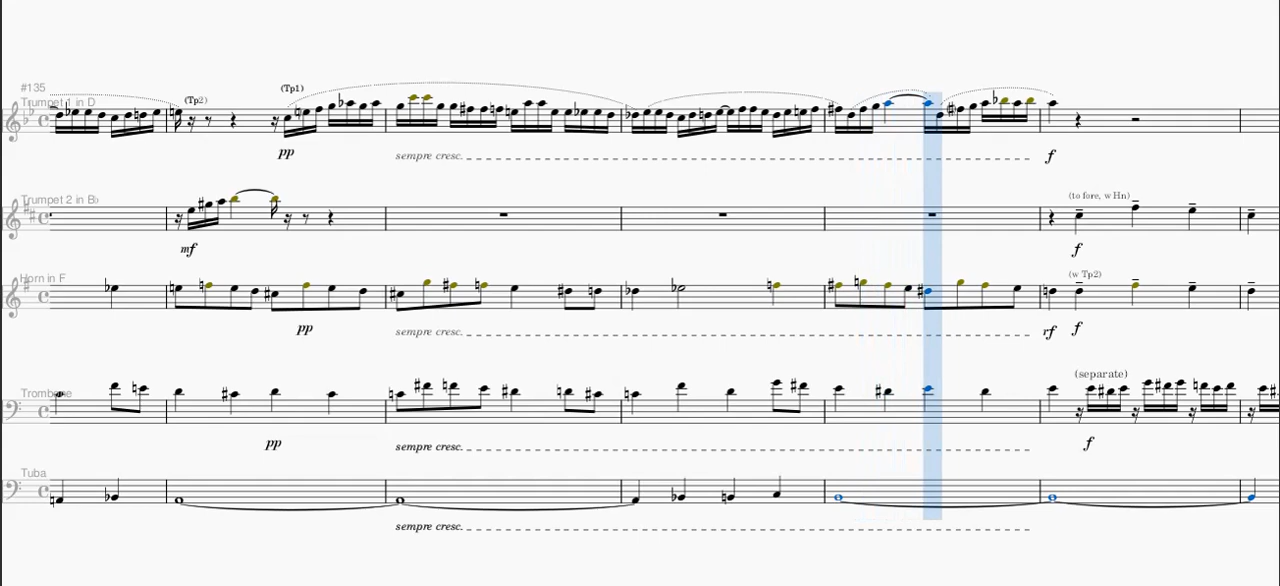 #135
Trumpet 1 in D
(Tp2)
(Tp1)
pp
sempre cresc.
f
Trumpet 2 in B♭
(to fore, w Hn)
mf
f
Horn in F
(w Tp2)
pp
sempre cresc.
rf
f
Trombone
(separate)
pp
sempre cresc.
f
Tuba
sempre cresc.